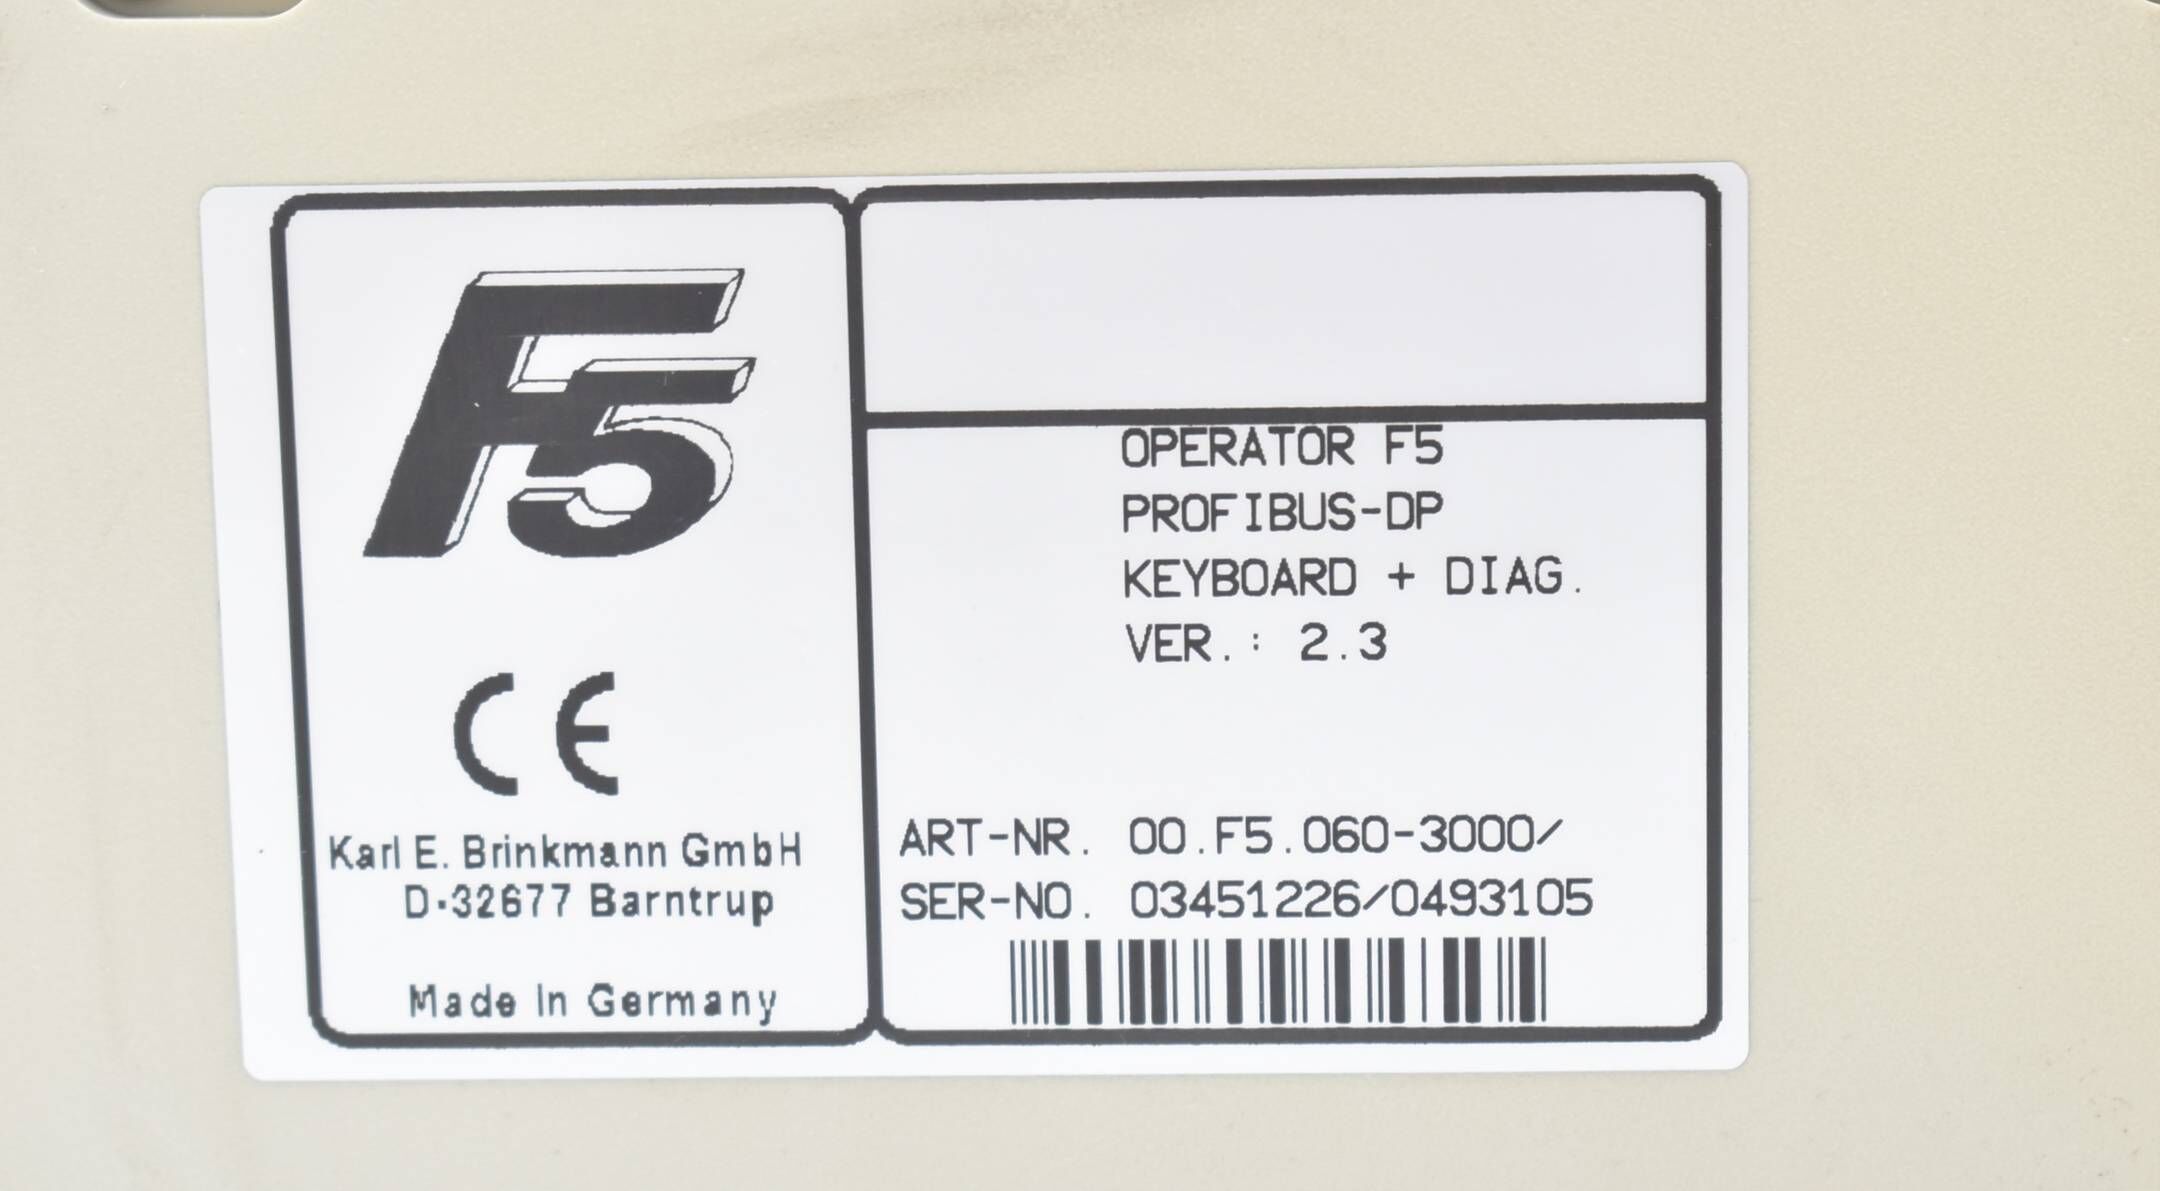 F5
CE
Karl E. Brinkmann GmbH
D-32677 Barntrup
Made in Germany
OPERATOR F5
PROFIBUS-DP
KEYBOARD + DIAG.
VER.: 2.3
ART-NR. 00.F5.060-3000/
SER-NO. 03451226/0493105